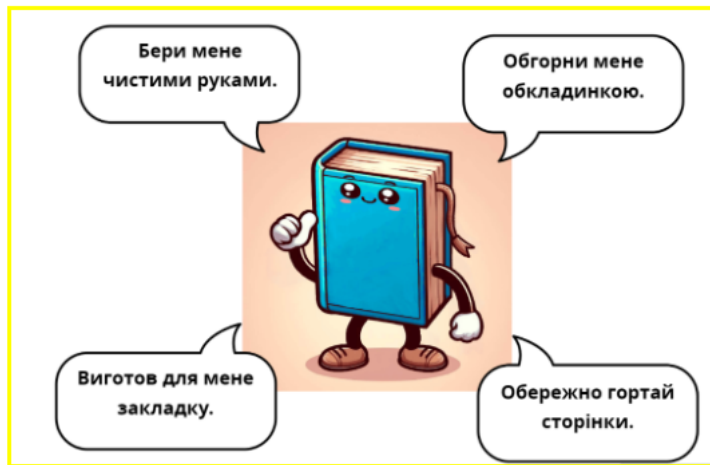 Бери мене
чистими руками.
Обгорни мене
обкладинкою.
Виготов для мене
закладку.
Обережно гортай
сторінки.